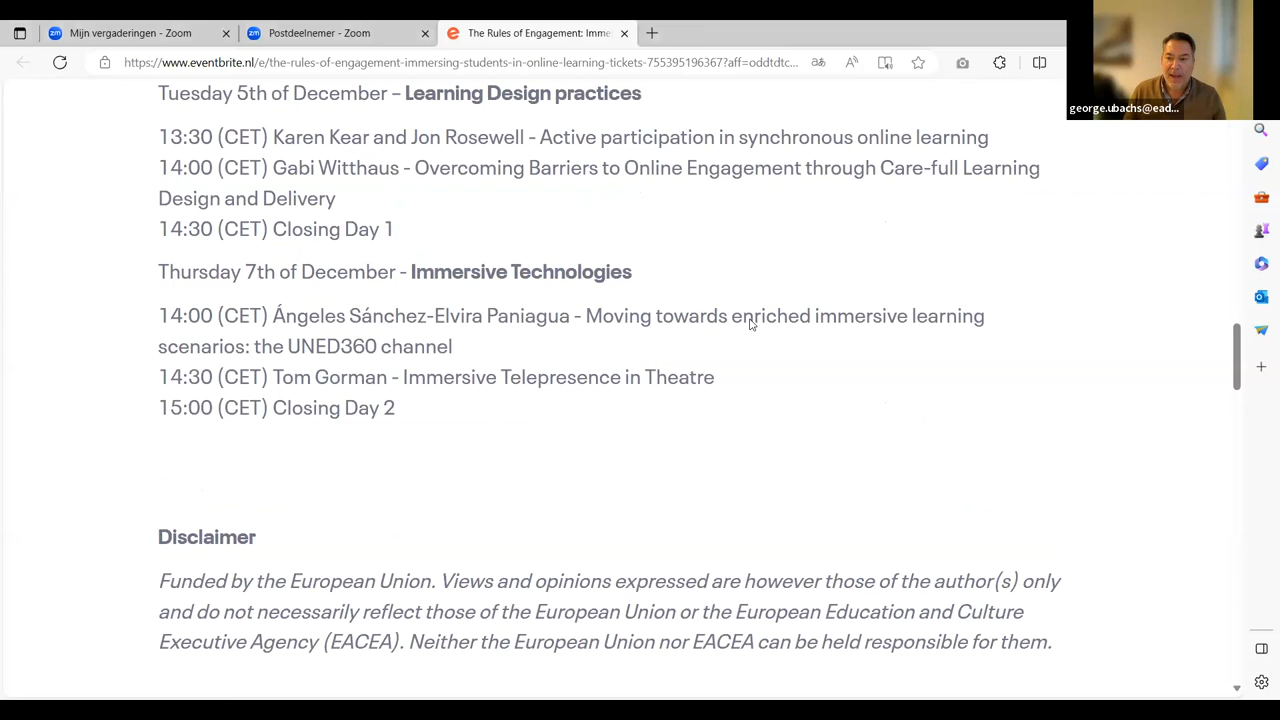 Mijn vergaderingen - Zoom
Postdeelnemer - Zoom
The Rules of Engagement: Imme
https://www.eventbrite.nl/e/the-rules-of-engagement-immersing-students-in-online-learning-tickets-755395196367?aff=oddtdtc...
george.ubachs@ead...
Tuesday 5th of December – Learning Design practices
13:30 (CET) Karen Kear and Jon Rosewell - Active participation in synchronous online learning
14:00 (CET) Gabi Witthaus - Overcoming Barriers to Online Engagement through Care-full Learning
Design and Delivery
14:30 (CET) Closing Day 1
Thursday 7th of December - Immersive Technologies
14:00 (CET) Ángeles Sánchez-Elvira Paniagua - Moving towards enriched immersive learning
scenarios: the UNED360 channel
14:30 (CET) Tom Gorman - Immersive Telepresence in Theatre
15:00 (CET) Closing Day 2
Disclaimer
Funded by the European Union. Views and opinions expressed are however those of the author(s) only
and do not necessarily reflect those of the European Union or the European Education and Culture
Executive Agency (EACEA). Neither the European Union nor EACEA can be held responsible for them.